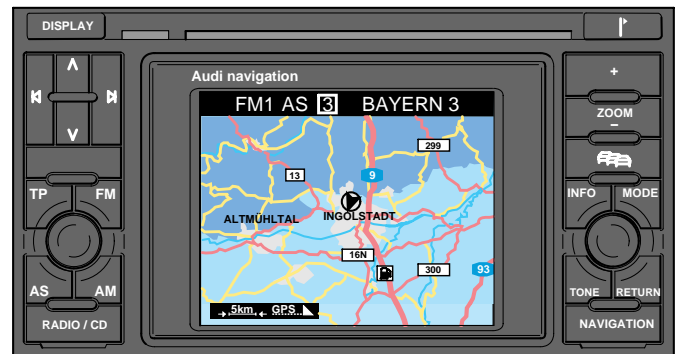 DISPLAY
Audi navigation
FM1 AS 3 BAYERN 3
+
ZOOM
−
299
13
9
TP FM
INFO MODE
ALTMÜHLTAL
INGOLSTADT
16N
300
93
AS AM
TONE RETURN
5km GPS
RADIO / CD
NAVIGATION